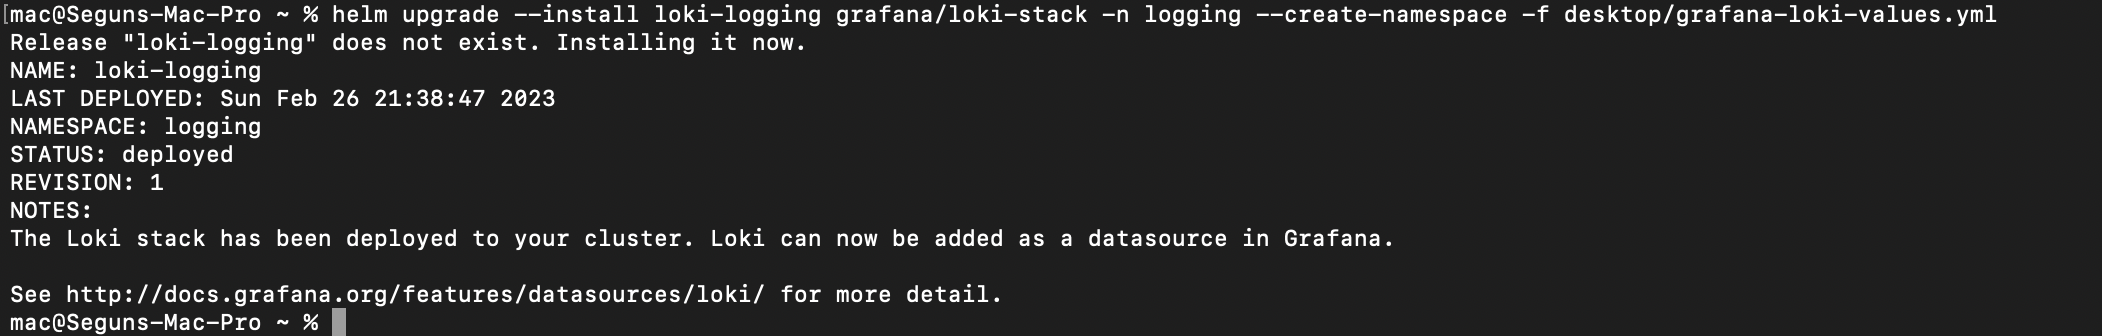 [mac@Seguns-Mac-Pro ~ % helm upgrade --install loki-logging grafana/loki-stack -n logging --create-namespace -f desktop/grafana-loki-values.yml
Release "loki-logging" does not exist. Installing it now.
NAME: loki-logging
LAST DEPLOYED: Sun Feb 26 21:38:47 2023
NAMESPACE: logging
STATUS: deployed
REVISION: 1
NOTES:
The Loki stack has been deployed to your cluster. Loki can now be added as a datasource in Grafana.
See http://docs.grafana.org/features/datasources/loki/ for more detail.
mac@Seguns-Mac-Pro ~ %